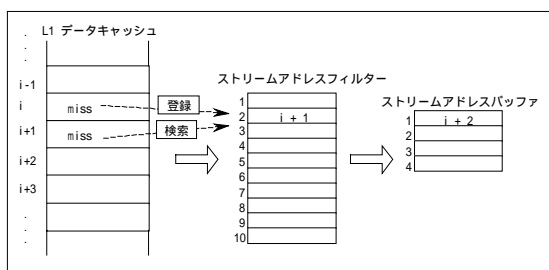 L1 データキャッシュ
.
.
.
i-1
i miss 登録
i+1 miss 検索
i+2
i+3
.
.
.
ストリームアドレスフィルター
1
2 i + 1
3
4
5
6
7
8
9
10
ストリームアドレスバッファ
1 i + 2
2
3
4